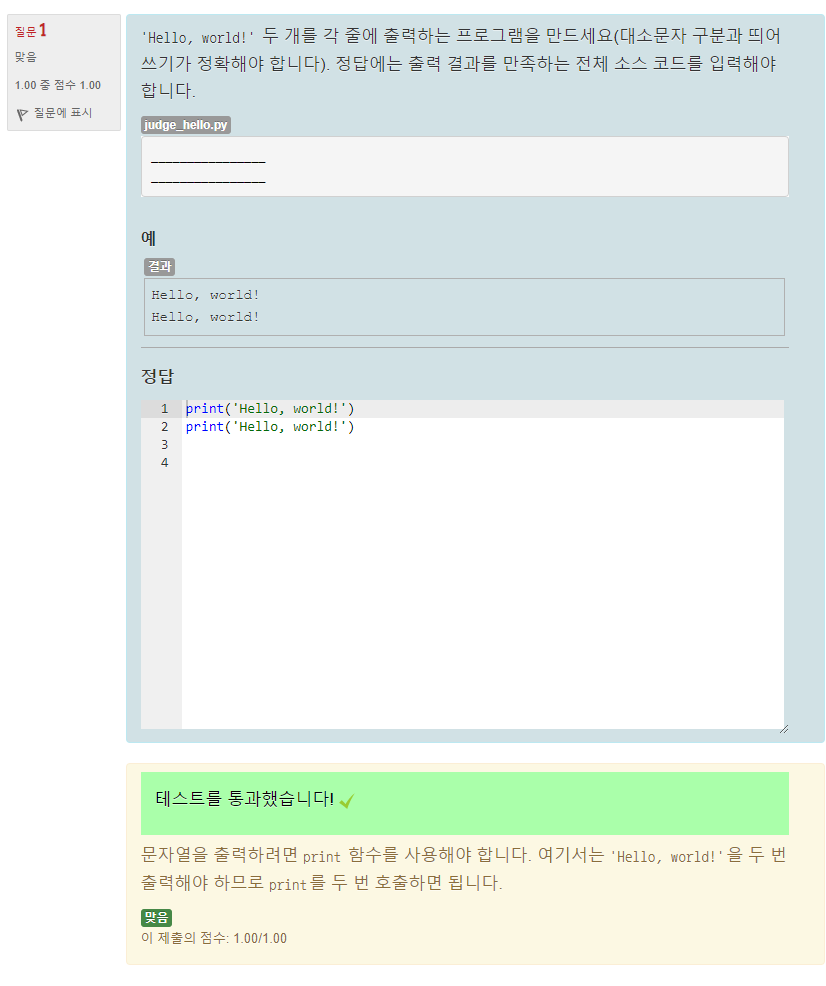 질문 1
맞음
1.00 중 점수 1.00
질문에 표시
'Hello, world!' 두 개를 각 줄에 출력하는 프로그램을 만드세요(대소문자 구분과 띄어
쓰기가 정확해야 합니다). 정답에는 출력 결과를 만족하는 전체 소스 코드를 입력해야
합니다.
judge_hello.py
________________
________________
예
결과
Hello, world!
Hello, world!
정답
1 print('Hello, world!')
2 print('Hello, world!')
3
4
테스트를 통과했습니다!
문자열을 출력하려면 print 함수를 사용해야 합니다. 여기서는 'Hello, world!'을 두 번
출력해야 하므로 print를 두 번 호출하면 됩니다.
맞음
이 제출의 점수: 1.00/1.00